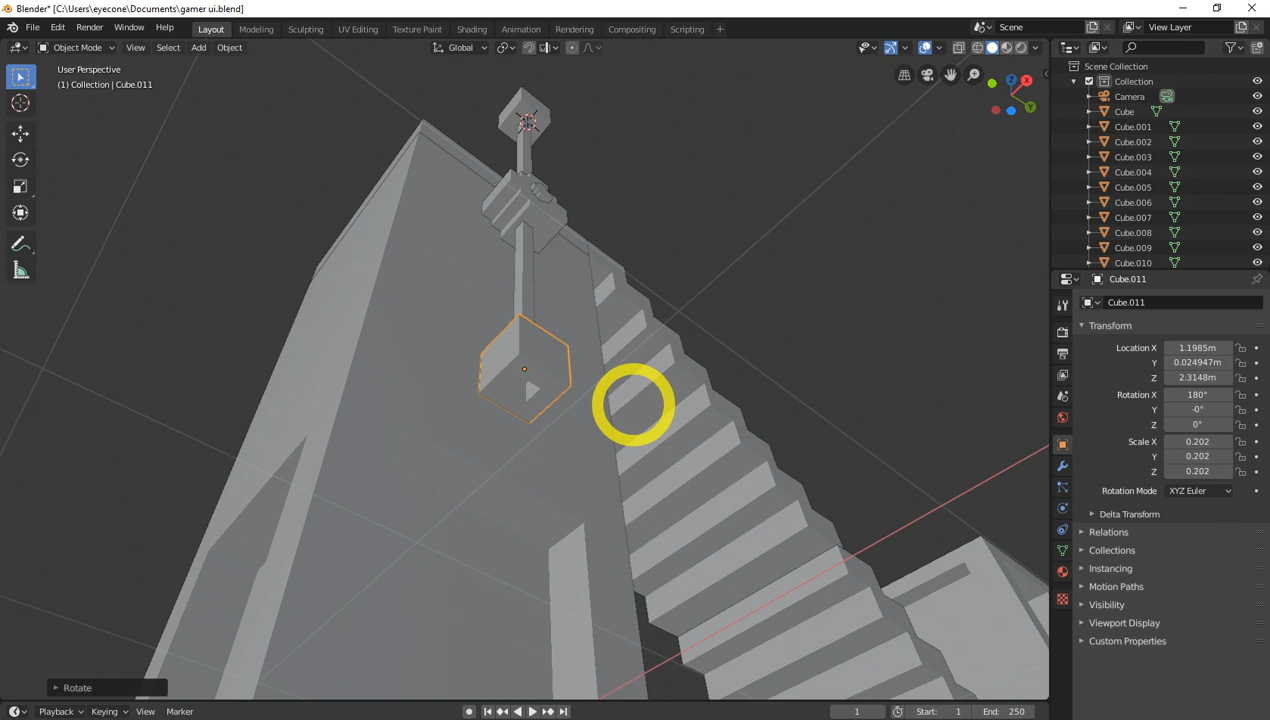 Blender* [C:\Users\eyecone\Documents\gamer ui.blend]
File Edit Render Window Help Layout Modeling Sculpting UV Editing Texture Paint Shading Animation Rendering Compositing Scripting + Scene View Layer
Object Mode View Select Add Object Global
User Perspective
(1) Collection | Cube.011
X
Y
Z
Scene Collection
Collection
Camera
Cube
Cube.001
Cube.002
Cube.003
Cube.004
Cube.005
Cube.006
Cube.007
Cube.008
Cube.009
Cube.010
Cube.011
Cube.011
Transform
Location X 1.1985m
Y 0.024947m
Z 2.3148m
Rotation X 180°
Y -0°
Z 0°
Scale X 0.202
Y 0.202
Z 0.202
Rotation Mode XYZ Euler
Delta Transform
Relations
Collections
Instancing
Motion Paths
Visibility
Viewport Display
Custom Properties
Rotate
Playback Keying View Marker 1 Start: 1 End: 250